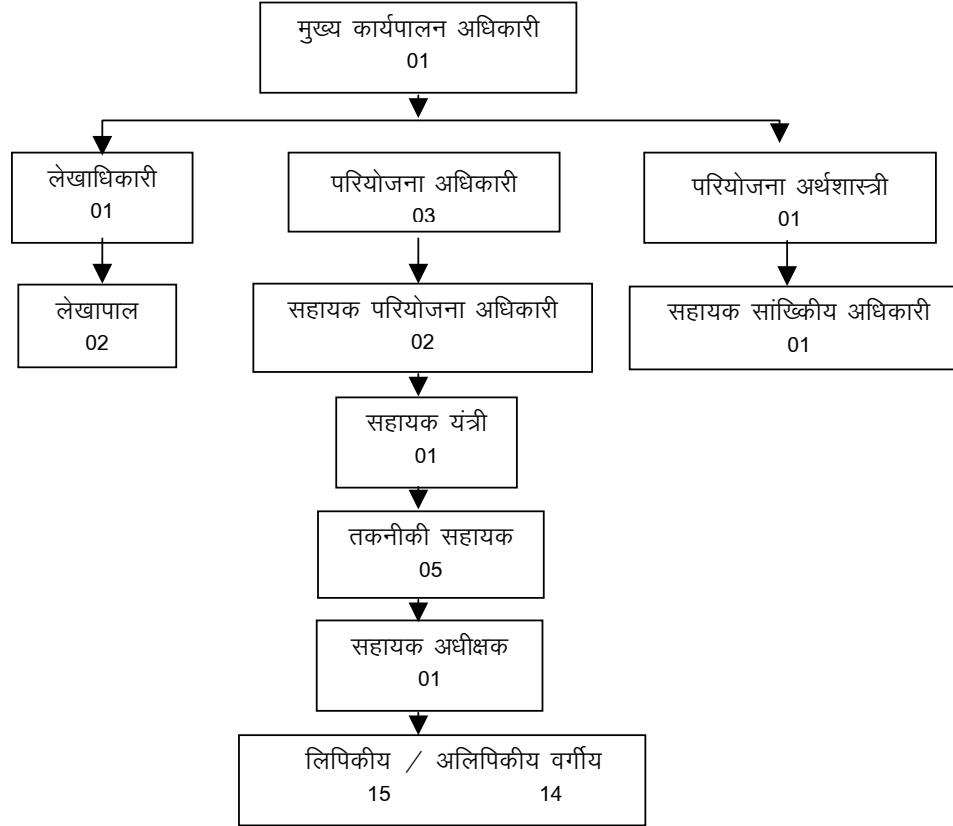 मुख्य कार्यपालन अधिकारी
01
लेखाधिकारी
01
परियोजना अधिकारी
03
परियोजना अर्थशास्त्री
01
लेखापाल
02
सहायक परियोजना अधिकारी
02
सहायक सांख्यिकीय अधिकारी
01
सहायक यंत्री
01
तकनीकी सहायक
05
सहायक अधीक्षक
01
लिपिकीय / अलिपिकीय वर्गीय
15 14